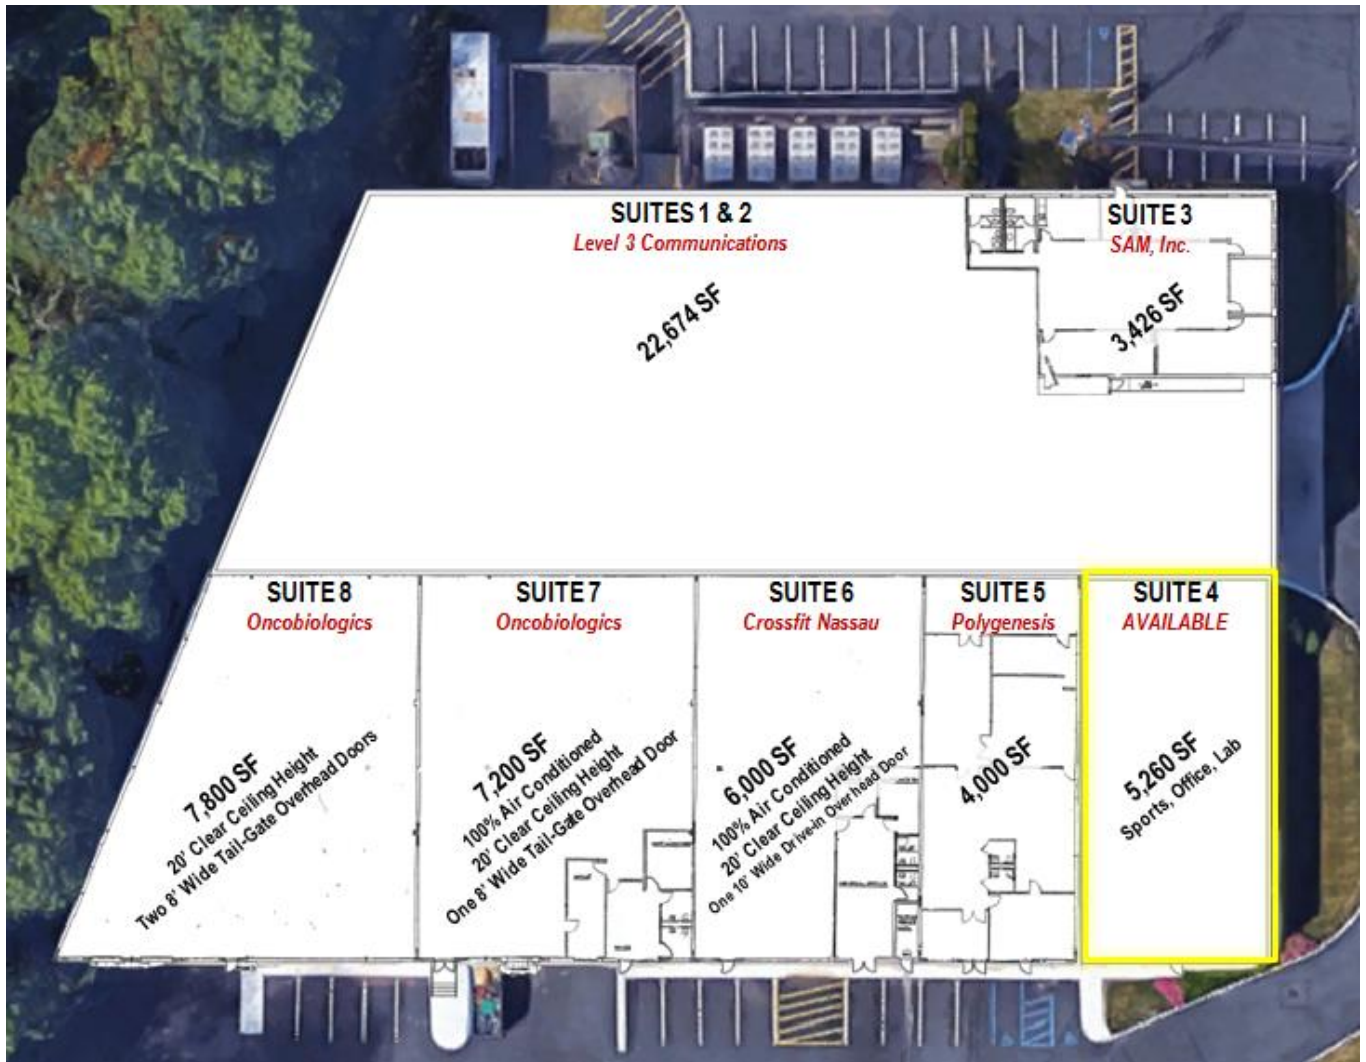 SUITES 1 & 2
Level 3 Communications
22,674 SF
SUITE 3
SAM, Inc.
3,426 SF
SUITE 8
Oncobiologics
7,800 SF
20' Clear Ceiling Height
Two 8' Wide Tail-Gate Overhead Doors
SUITE 7
Oncobiologics
7,200 SF
100% Air Conditioned
20' Clear Ceiling Height
One 8' Wide Tail-Gate Overhead Door
SUITE 6
Crossfit Nassau
6,000 SF
100% Air Conditioned
20' Clear Ceiling Height
One 10' Wide Drive-in Overhead Door
SUITE 5
Polygenesis
4,000 SF
SUITE 4
AVAILABLE
5,260 SF
Sports, Office, Lab